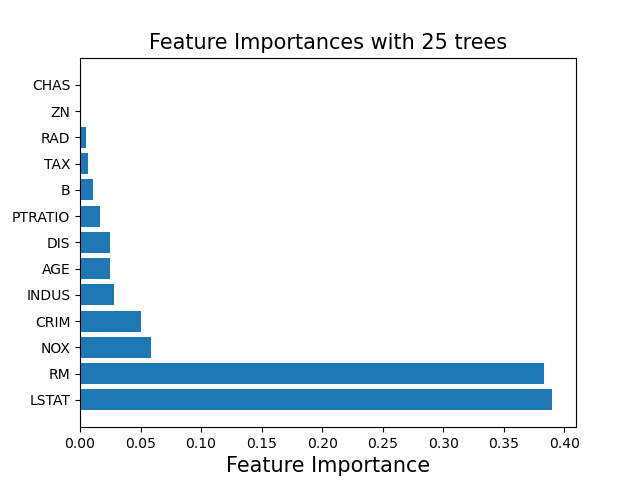 Feature Importances with 25 trees
CHAS
ZN
RAD
TAX
B
PTRATIO
DIS
AGE
INDUS
CRIM
NOX
RM
LSTAT
0.00 0.05 0.10 0.15 0.20 0.25 0.30 0.35 0.40
Feature Importance